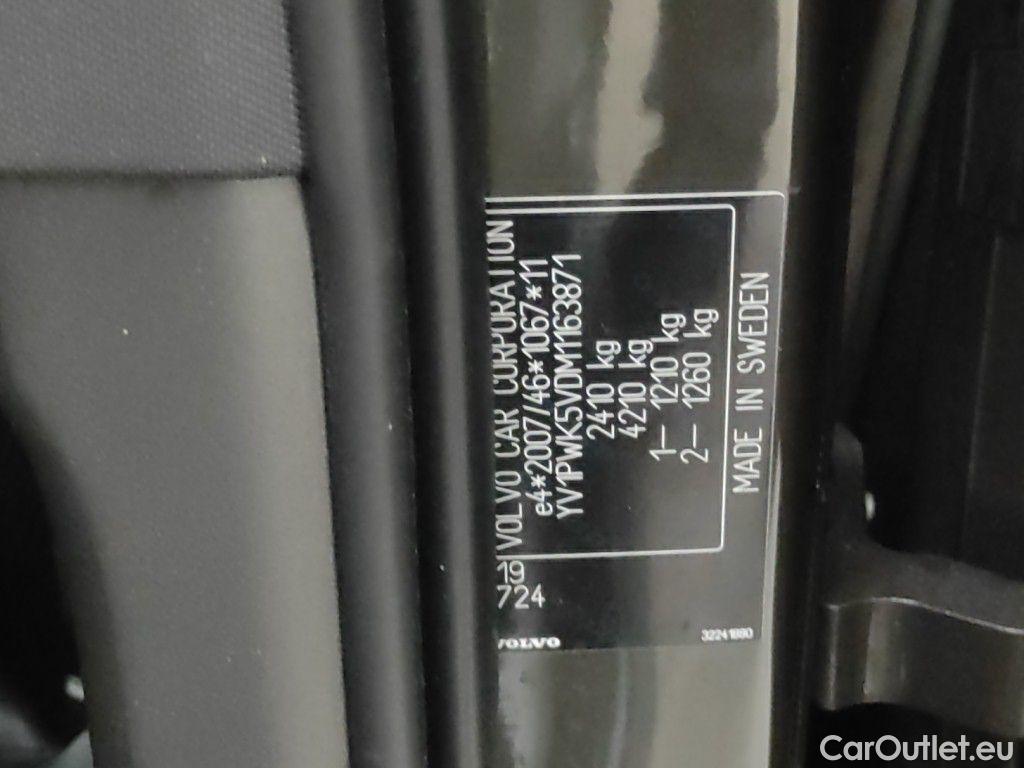 VOLVO CAR CORPORATION
e4*2007/46*1067*11
YV1PWK5VDM1163871
2410 kg
4210 kg
1– 1210 kg
2– 1260 kg
MADE IN SWEDEN
19
724
VOLVO
32241890
CarOutlet.eu